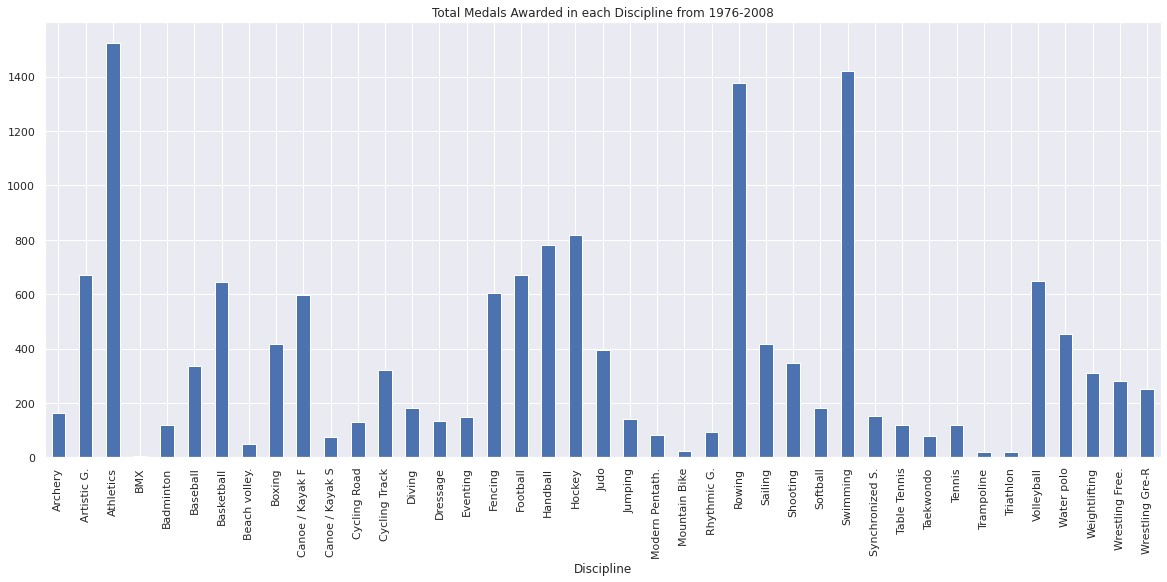 Total Medals Awarded in each Discipline from 1976-2008
1400
1200
1000
800
600
400
200
0
Archery
Artistic G.
Athletics
BMX
Badminton
Baseball
Basketball
Beach volley.
Boxing
Canoe / Kayak F
Canoe / Kayak S
Cycling Road
Cycling Track
Diving
Dressage
Eventing
Fencing
Football
Handball
Hockey
Judo
Jumping
Modern Pentath.
Mountain Bike
Rhythmic G.
Rowing
Sailing
Shooting
Softball
Swimming
Synchronized S.
Table Tennis
Taekwondo
Tennis
Trampoline
Triathlon
Volleyball
Water polo
Weightlifting
Wrestling Free.
Wrestling Gre-R
Discipline